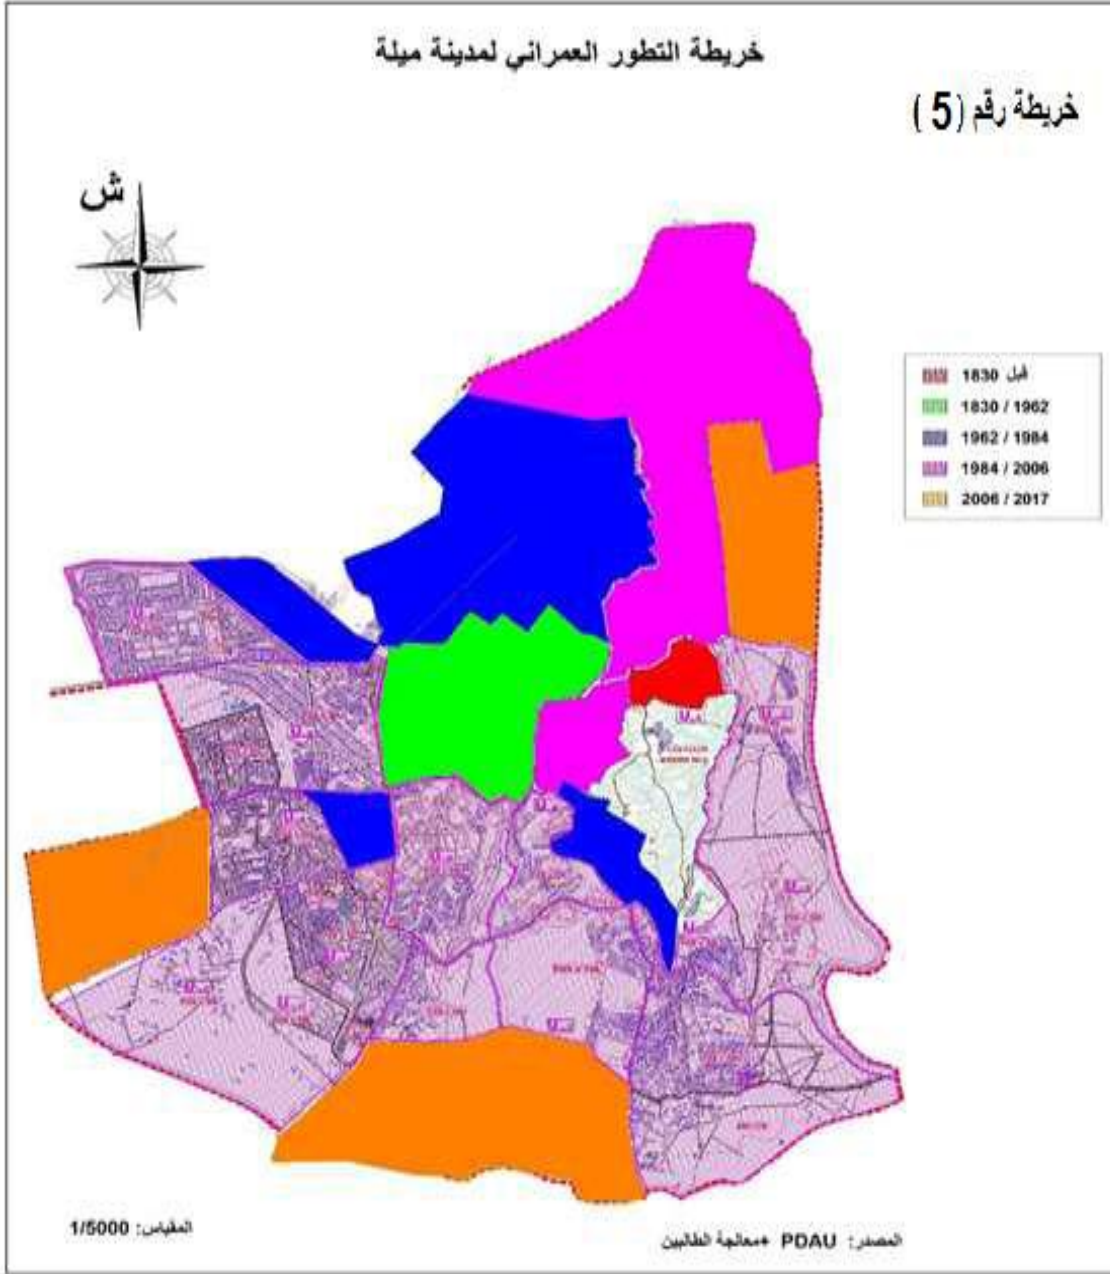 خريطة التطور العمراني لمدينة ميلة
خريطة رقم (5)
ش
قبل 1830
1830 / 1962
1962 / 1984
1984 / 2006
2006 / 2017
المقياس: 1/5000
المصدر: PDAU +معالجة الطالبين